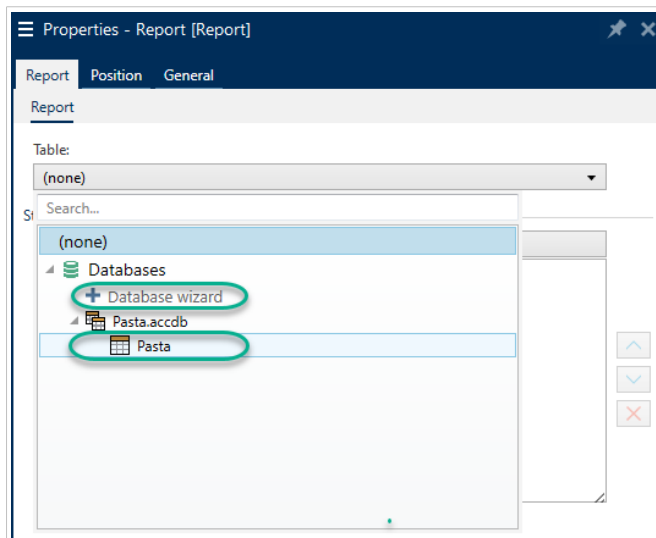 Properties - Report [Report]
Report Position General
Report
Table:
(none)
Search...
(none)
Databases
Database wizard
Pasta.accdb
Pasta